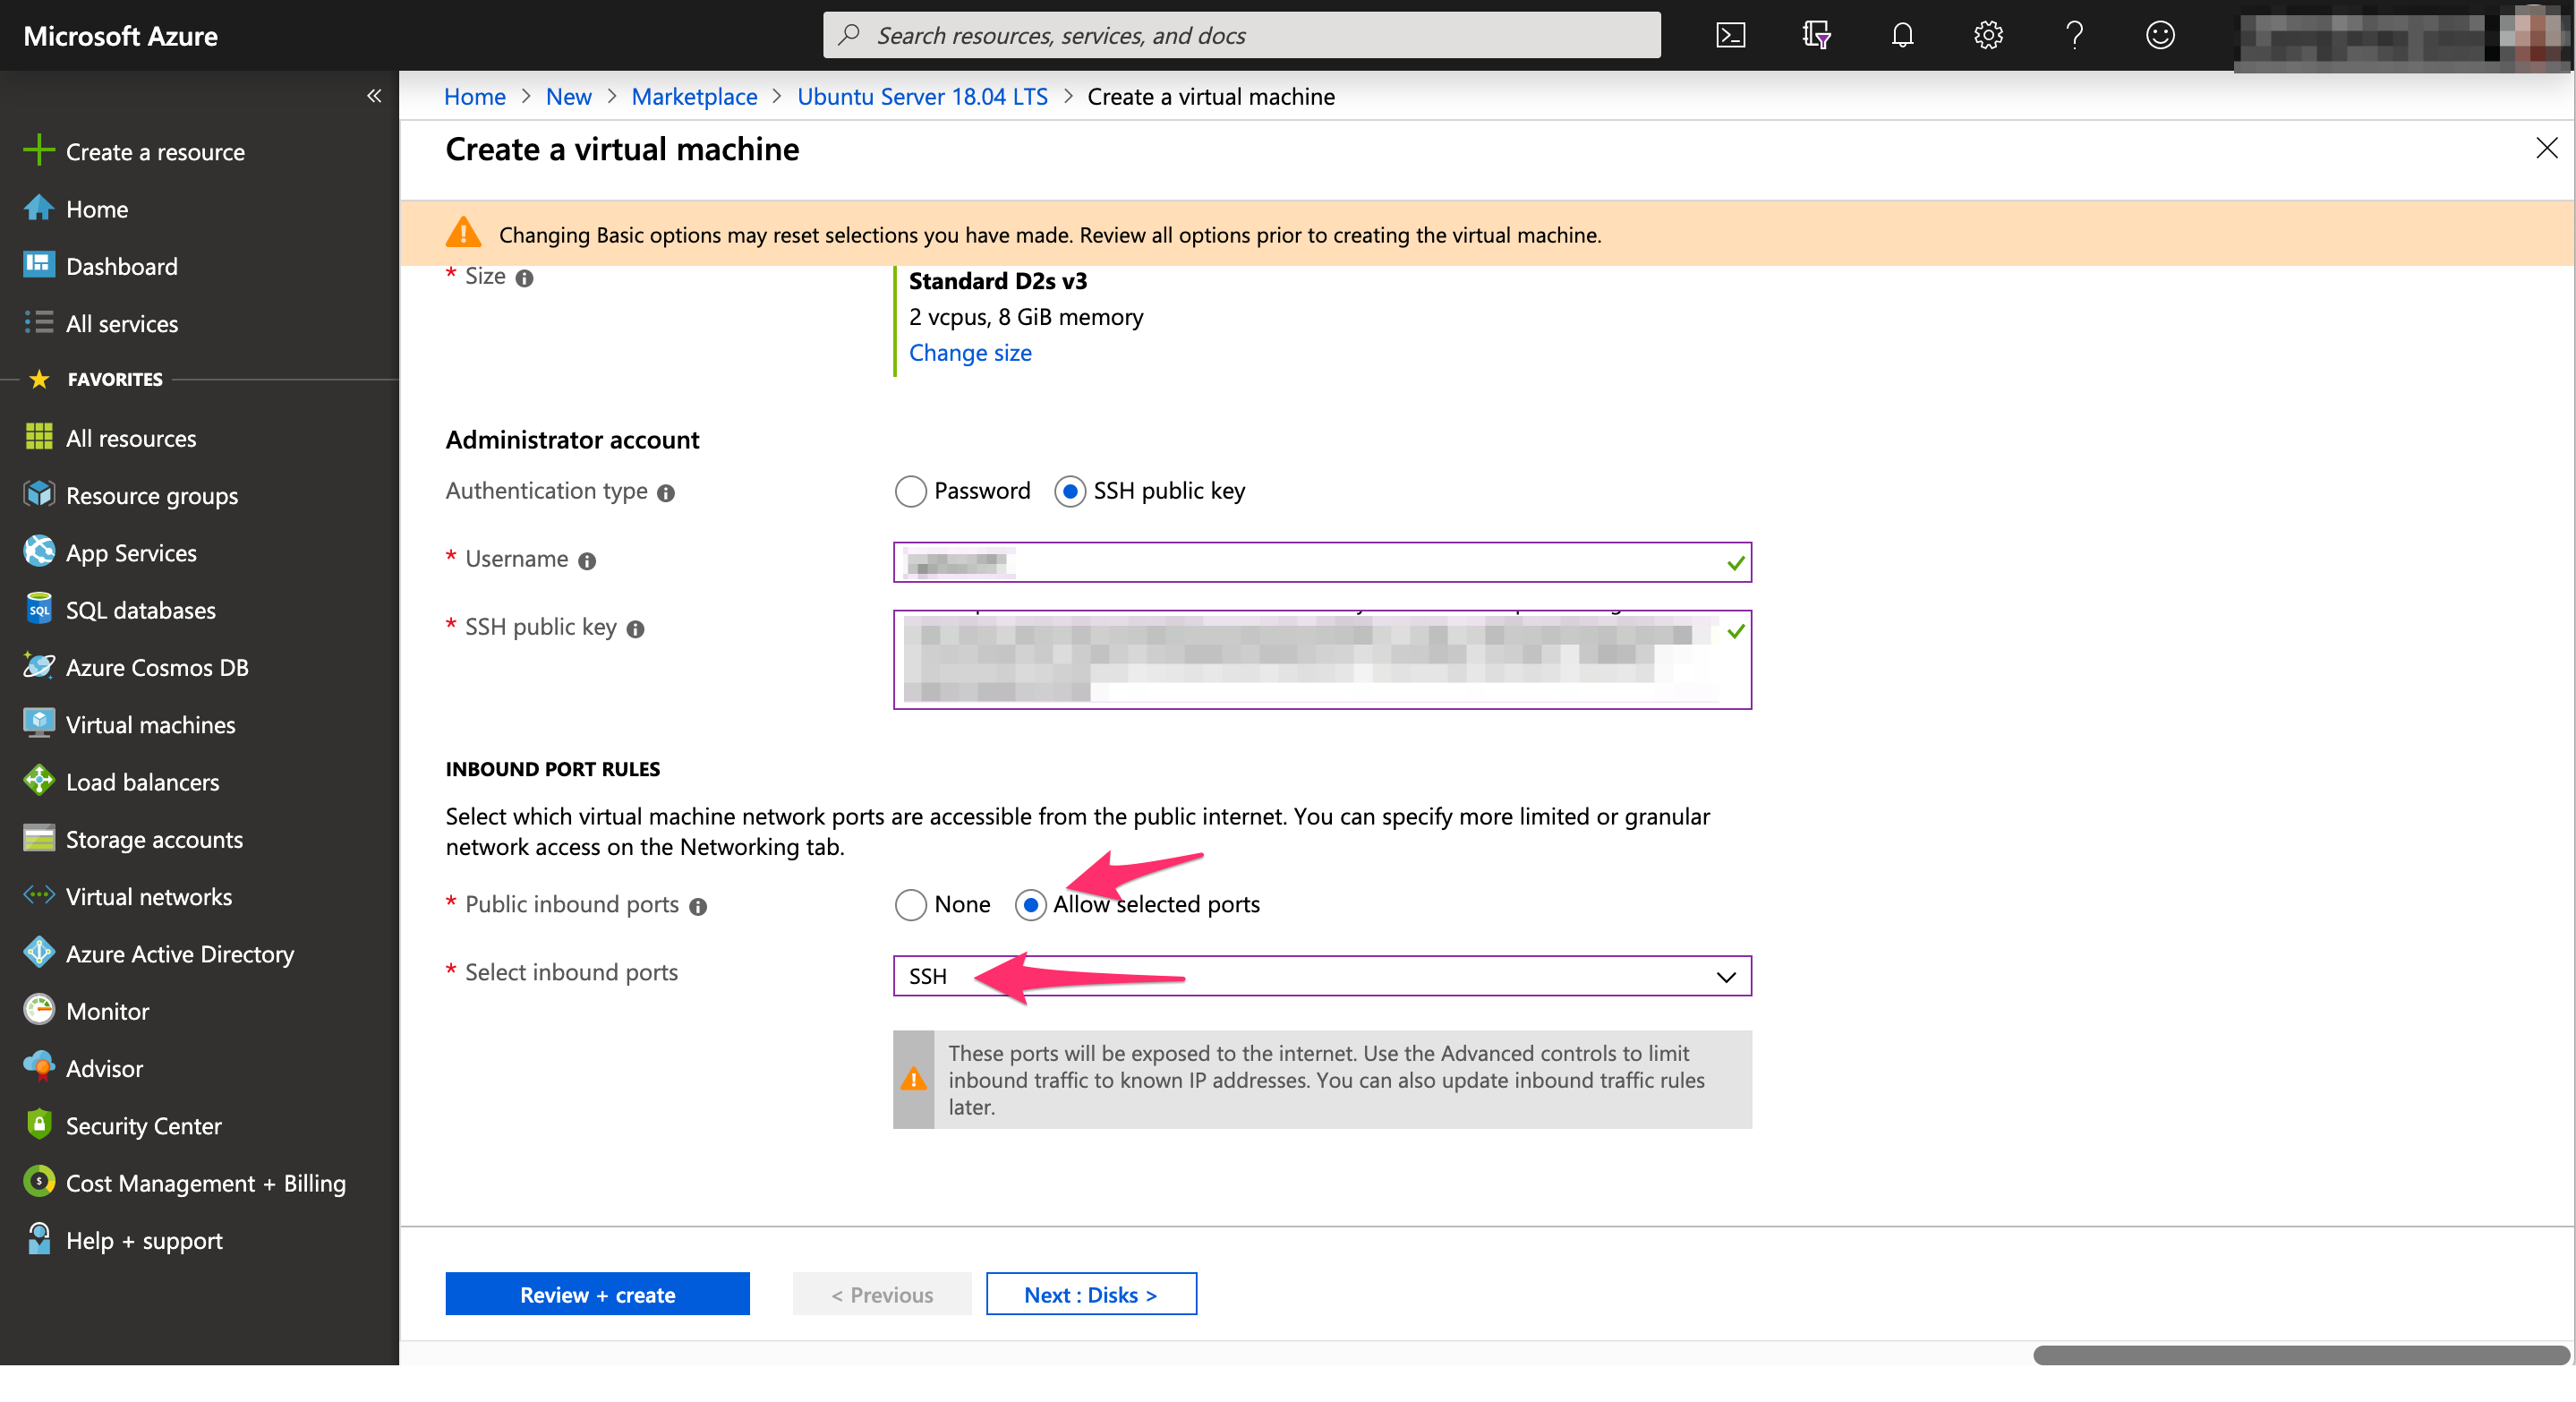 Microsoft Azure
Search resources, services, and docs
Home > New > Marketplace > Ubuntu Server 18.04 LTS > Create a virtual machine
Create a virtual machine
Changing Basic options may reset selections you have made. Review all options prior to creating the virtual machine.
Create a resource
Home
Dashboard
All services
FAVORITES
All resources
Resource groups
App Services
SQL databases
Azure Cosmos DB
Virtual machines
Load balancers
Storage accounts
Virtual networks
Azure Active Directory
Monitor
Advisor
Security Center
Cost Management + Billing
Help + support
* Size
Standard D2s v3
2 vcpus, 8 GiB memory
Change size
Administrator account
Authentication type
Password
SSH public key
* Username
* SSH public key
INBOUND PORT RULES
Select which virtual machine network ports are accessible from the public internet. You can specify more limited or granular
network access on the Networking tab.
* Public inbound ports
None
Allow selected ports
* Select inbound ports
SSH
These ports will be exposed to the internet. Use the Advanced controls to limit
inbound traffic to known IP addresses. You can also update inbound traffic rules
later.
Review + create
< Previous
Next : Disks >